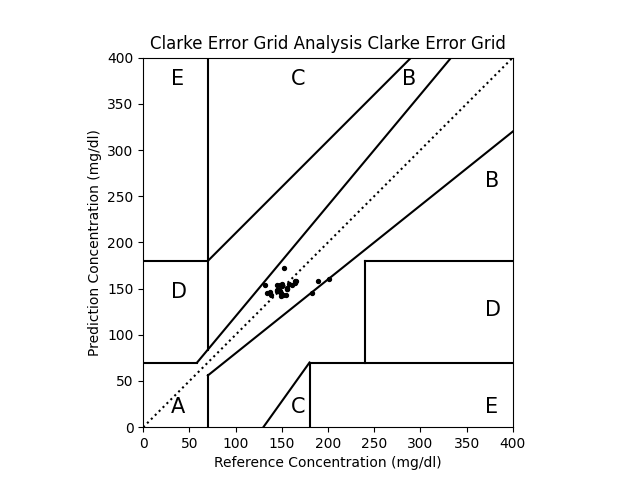 Clarke Error Grid Analysis Clarke Error Grid
Prediction Concentration (mg/dl)
400
350
300
250
200
150
100
50
0
E
C
B
B
D
D
A
C
E
0 50 100 150 200 250 300 350 400
Reference Concentration (mg/dl)